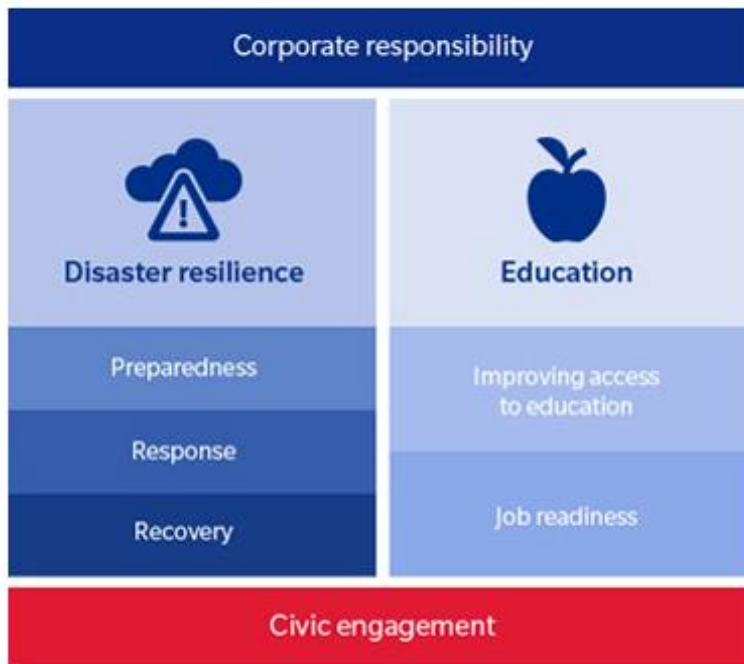 Corporate responsibility
Disaster resilience
Preparedness
Response
Recovery
Education
Improving access
to education
Job readiness
Civic engagement